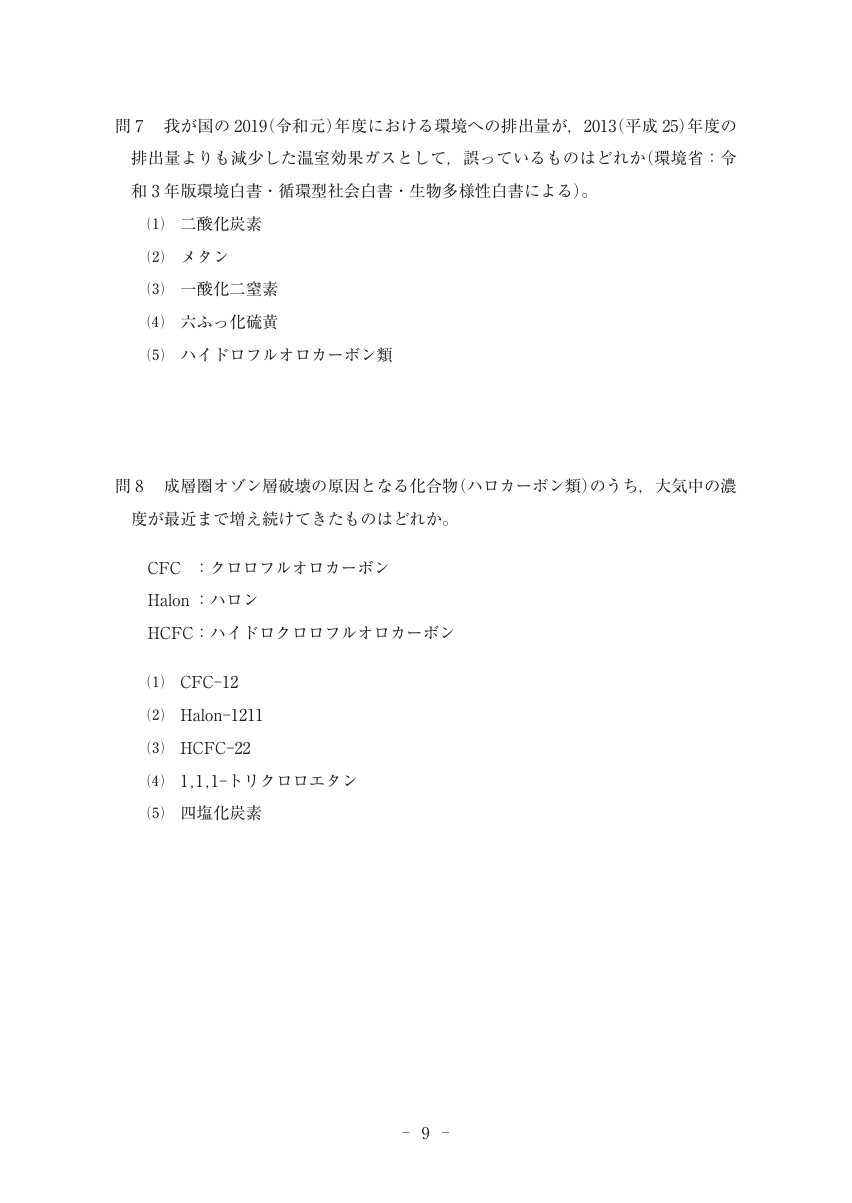 問7 我が国の2019(令和元)年度における環境への排出量が，2013(平成25)年度の
排出量よりも減少した温室効果ガスとして，誤っているものはどれか(環境省：令
和3年版環境白書・循環型社会白書・生物多様性白書による)。
⑴ 二酸化炭素
⑵ メタン
⑶ 一酸化二窒素
⑷ 六ふっ化硫黄
⑸ ハイドロフルオロカーボン類
問8 成層圏オゾン層破壊の原因となる化合物(ハロカーボン類)のうち，大気中の濃
度が最近まで増え続けてきたものはどれか。
CFC ：クロロフルオロカーボン
Halon：ハロン
HCFC：ハイドロクロロフルオロカーボン
⑴ CFC-12
⑵ Halon-1211
⑶ HCFC-22
⑷ 1,1,1-トリクロロエタン
⑸ 四塩化炭素
- 9 -